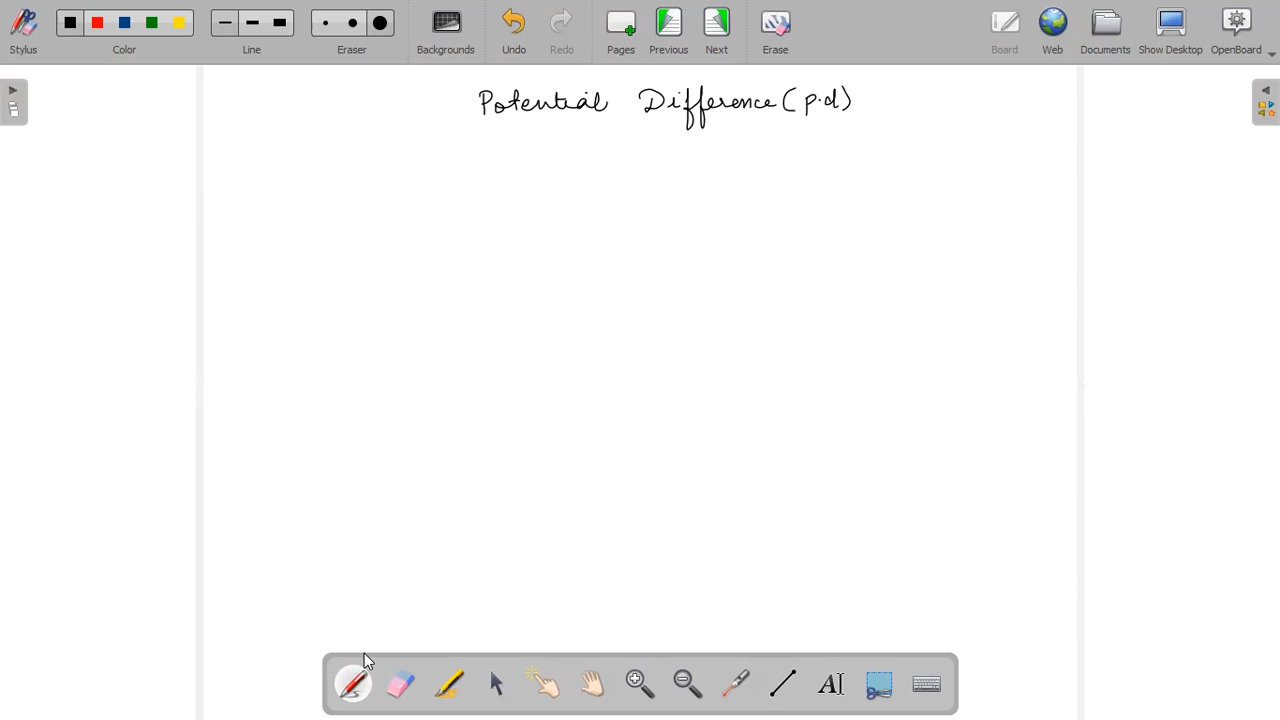 Stylus Color Line Eraser Backgrounds Undo Redo Pages Previous Next Erase Board Web Documents Show Desktop OpenBoard
Potential Difference (p.d)
AI